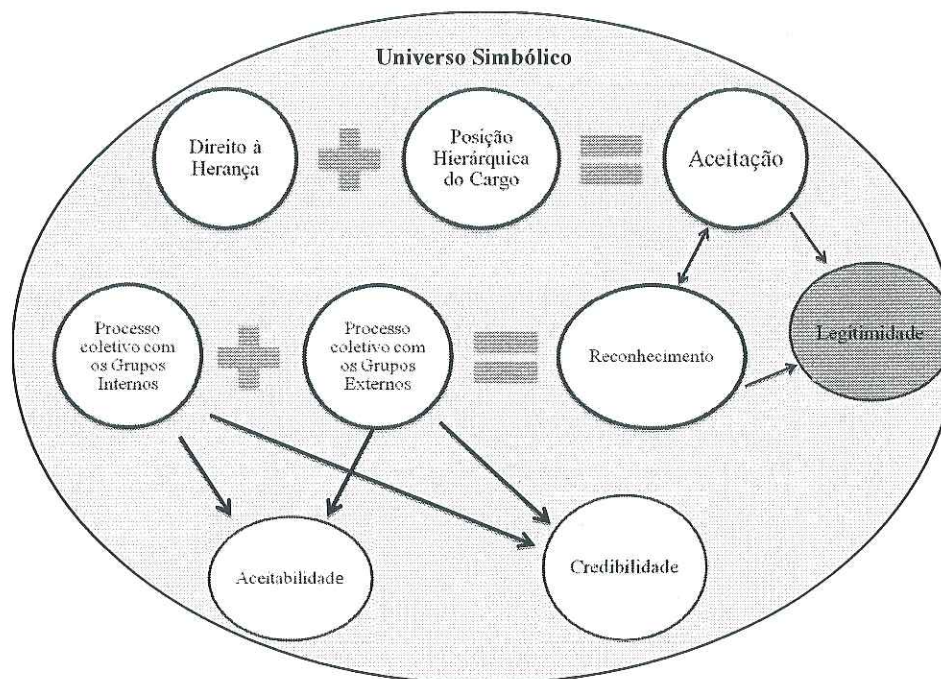 Universo Simbólico
Direito à
Herança
Posição
Hierárquica
do Cargo
Aceitação
Processo
coletivo com
os Grupos
Internos
Processo
coletivo com
os Grupos
Externos
Reconhecimento
Legitimidade
Aceitabilidade
Credibilidade